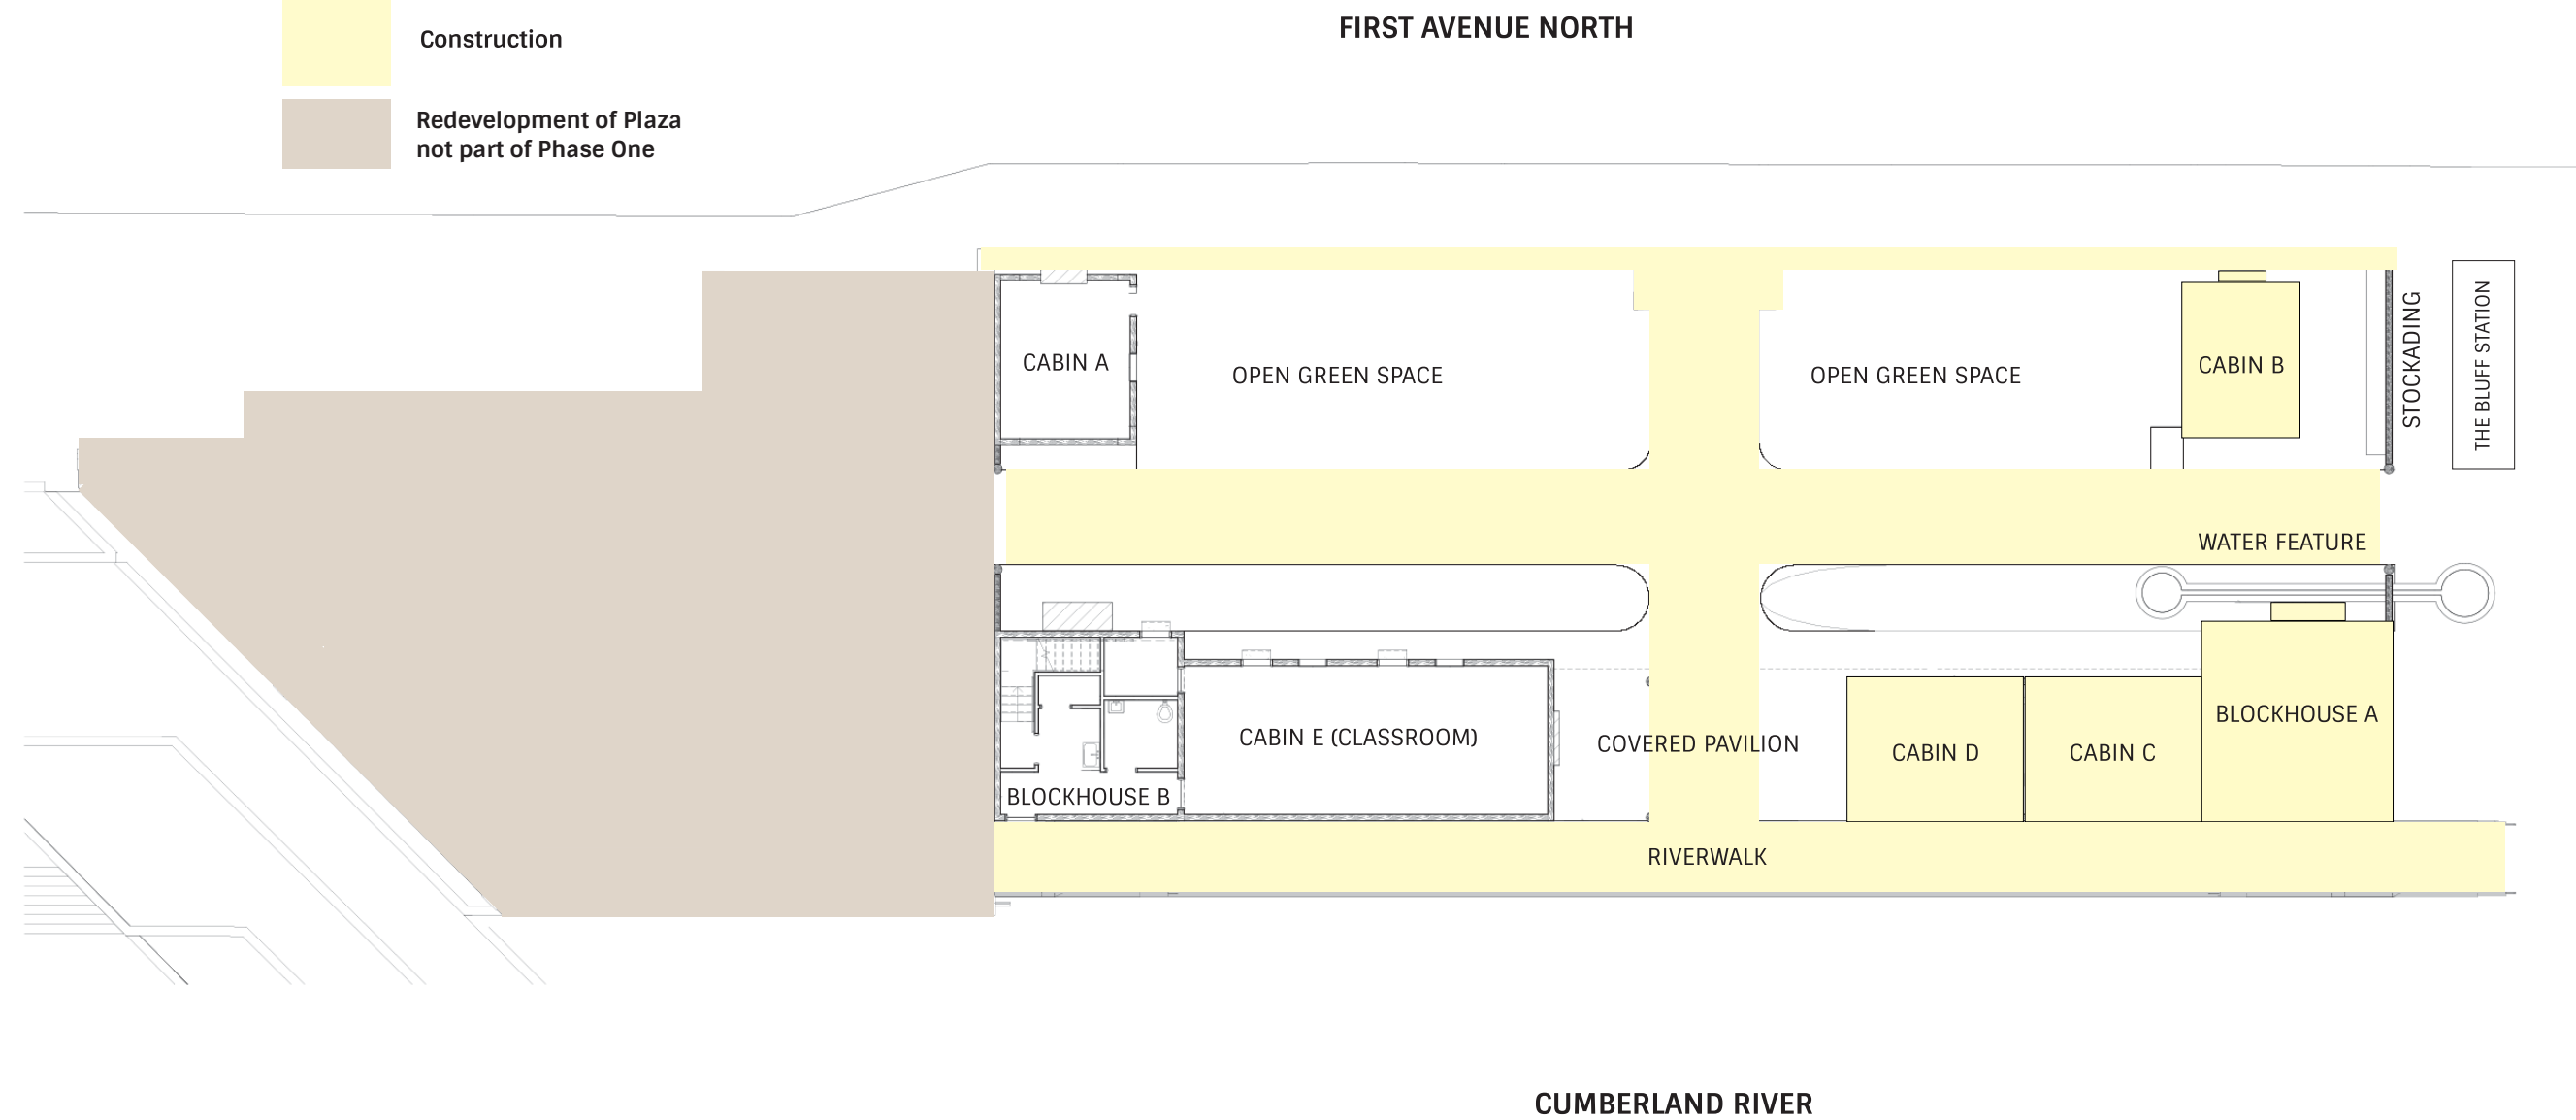 FIRST AVENUE NORTH
Construction
Redevelopment of Plaza
not part of Phase One
CABIN A
OPEN GREEN SPACE
OPEN GREEN SPACE
CABIN B
STOCKADING
THE BLUFF STATION
WATER FEATURE
BLOCKHOUSE A
CABIN E (CLASSROOM)
COVERED PAVILION
CABIN D
CABIN C
BLOCKHOUSE B
RIVERWALK
CUMBERLAND RIVER